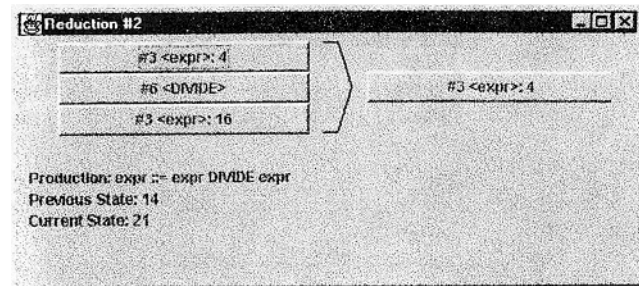 Reduction #2
#3 <expr>: 4
#6 <DIVIDE>
#3 <expr>: 16
#3 <expr>: 4
Production: expr ::= expr DIVIDE expr
Previous State: 14
Current State: 21